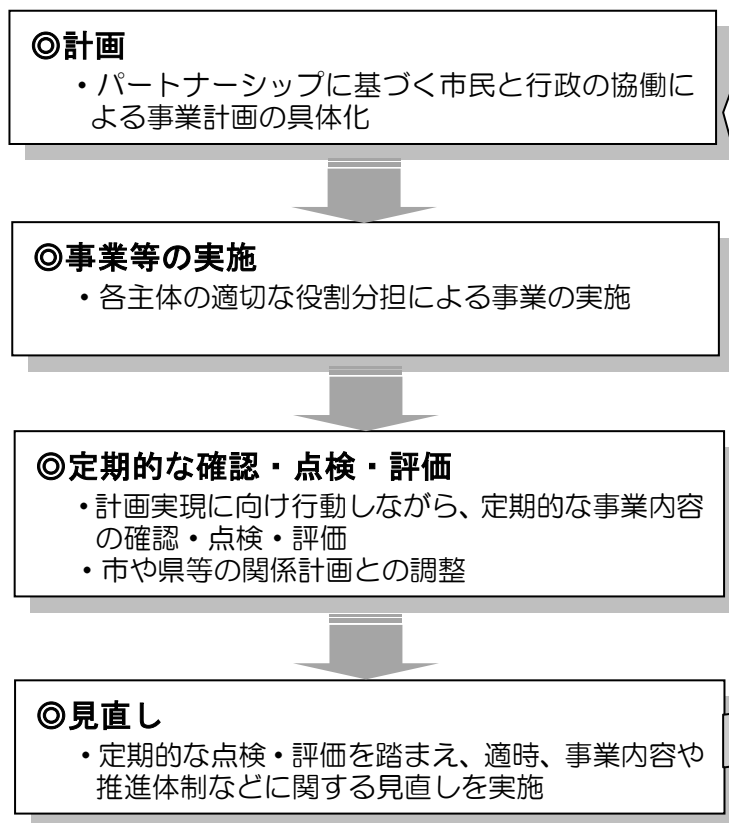 ◎計画
・パートナーシップに基づく市民と行政の協働に
よる事業計画の具体化
◎事業等の実施
・各主体の適切な役割分担による事業の実施
◎定期的な確認・点検・評価
・計画実現に向け行動しながら、定期的な事業内容
の確認・点検・評価
・市や県等の関係計画との調整
◎見直し
・定期的な点検・評価を踏まえ、適時、事業内容や
推進体制などに関する見直しを実施